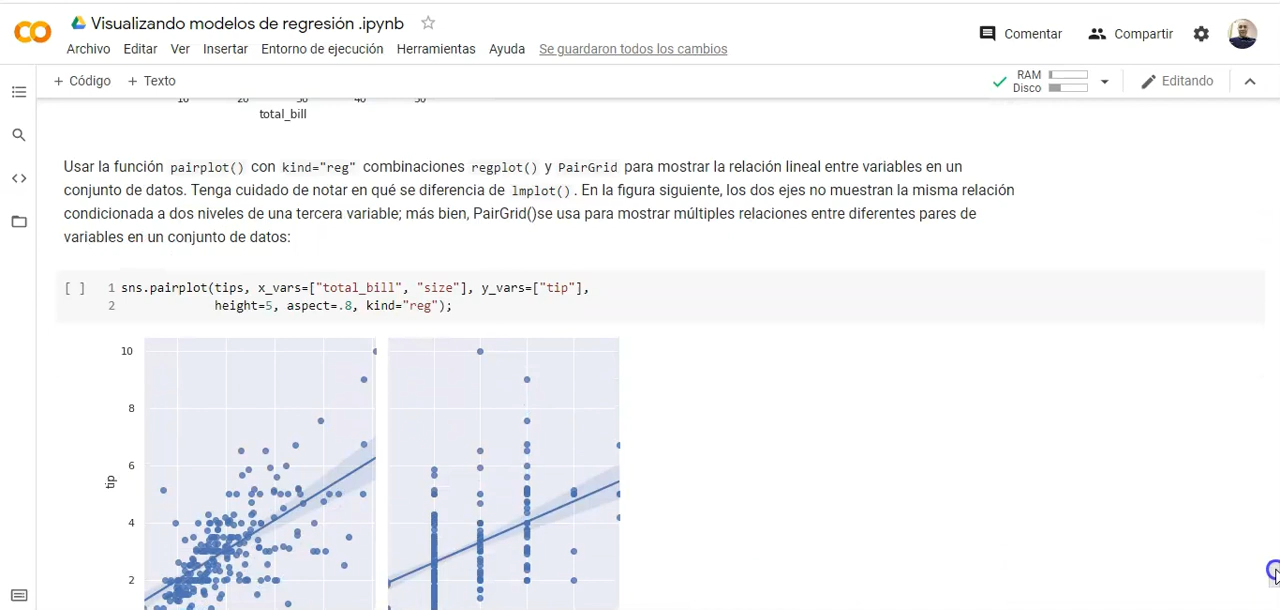 Visualizando modelos de regresión .ipynb
Archivo Editar Ver Insertar Entorno de ejecución Herramientas Ayuda Se guardaron todos los cambios
Comentar Compartir
+ Código + Texto
RAM
Disco
Editando
10 20 30 40 50
total_bill
Usar la función pairplot() con kind="reg" combinaciones regplot() y PairGrid para mostrar la relación lineal entre variables en un
conjunto de datos. Tenga cuidado de notar en qué se diferencia de lmplot(). En la figura siguiente, los dos ejes no muestran la misma relación
condicionada a dos niveles de una tercera variable; más bien, PairGrid()se usa para mostrar múltiples relaciones entre diferentes pares de
variables en un conjunto de datos:
[ ] 1 sns.pairplot(tips, x_vars=["total_bill", "size"], y_vars=["tip"],
2 height=5, aspect=.8, kind="reg");
10
8
6
tip
4
2